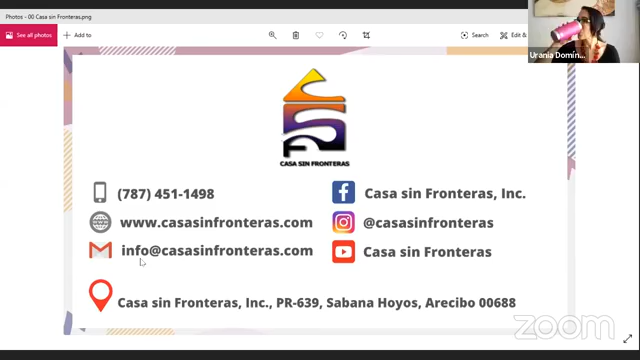 Photos - 00 Casa sin Fronteras.png
See all photos
Add to
Search
Edit &
Urania Domín...
CASA SIN FRONTERAS
(787) 451-1498
www.casasinfronteras.com
info@casasinfronteras.com
Casa sin Fronteras, Inc.
@casasinfronteras
Casa sin Fronteras
Casa sin Fronteras, Inc., PR-639, Sabana Hoyos, Arecibo 00688
zoom